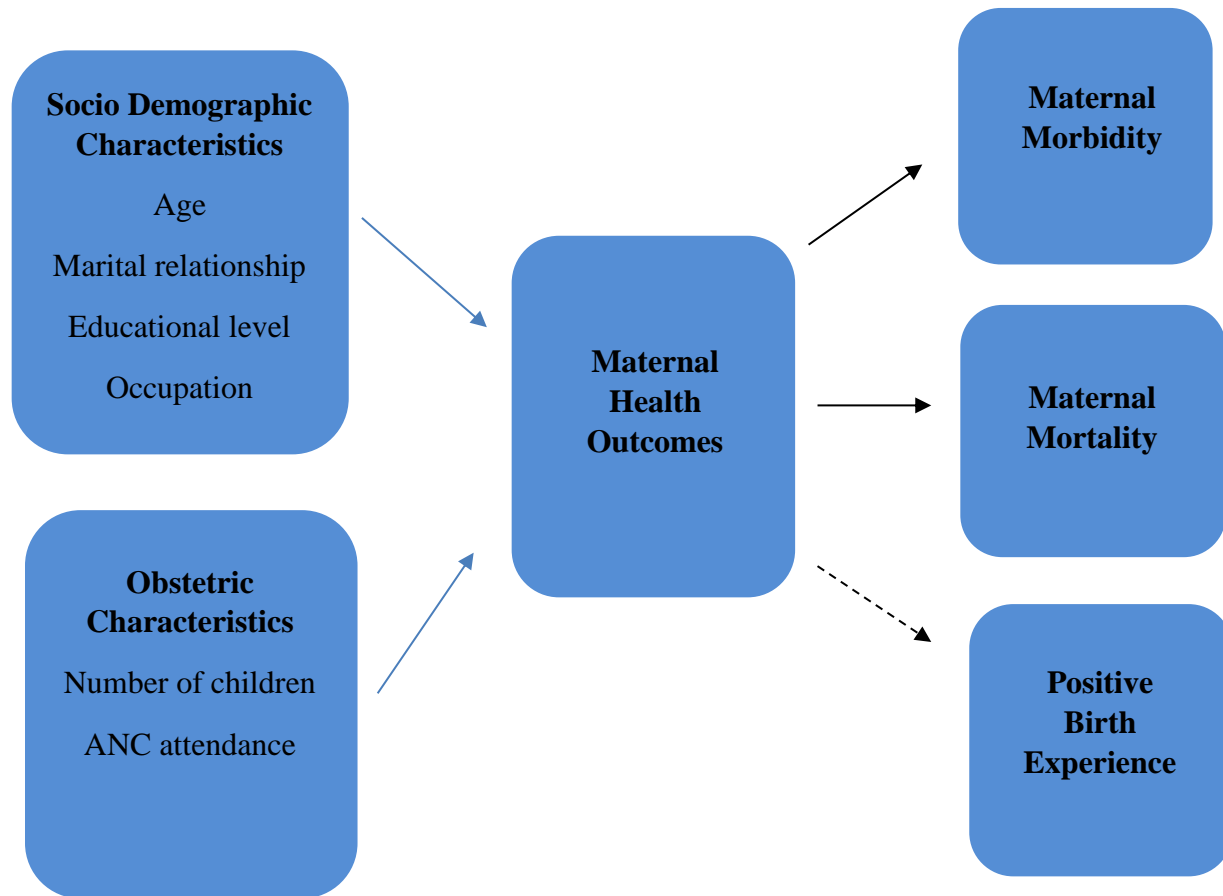 Socio Demographic
Characteristics
Age
Marital relationship
Educational level
Occupation
Obstetric
Characteristics
Number of children
ANC attendance
Maternal
Health
Outcomes
Maternal
Morbidity
Maternal
Mortality
Positive
Birth
Experience